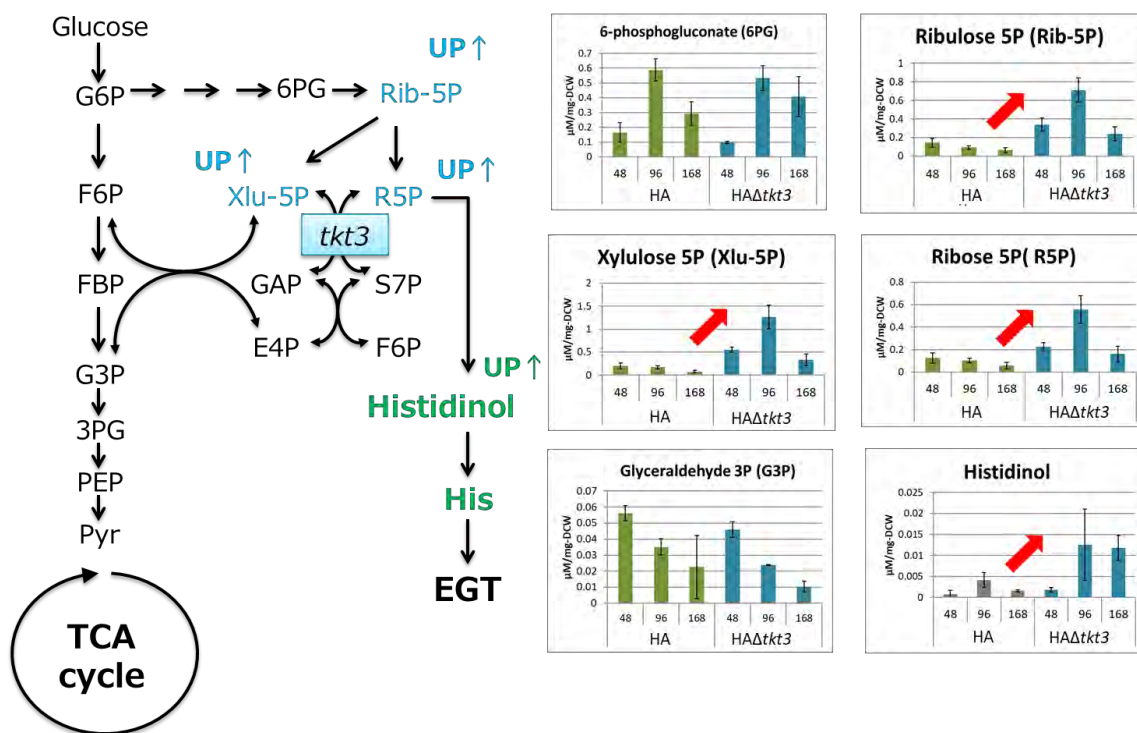 Glucose
UP ↑
G6P
6PG
Rib-5P
UP ↑
UP ↑
F6P
Xlu-5P
R5P
tkt3
FBP
GAP
S7P
E4P
F6P
G3P
UP ↑
Histidinol
3PG
PEP
His
Pyr
EGT
TCA
cycle
6-phosphogluconate (6PG)
µM/mg-DCW
0.7
0.6
0.5
0.4
0.3
0.2
0.1
0
48 96 168 48 96 168
HA HAΔtkt3
Ribulose 5P (Rib-5P)
µM/mg-DCW
1
0.8
0.6
0.4
0.2
0
48 96 168 48 96 168
HA HAΔtkt3
Xylulose 5P (Xlu-5P)
µM/mg-DCW
2
1.5
1
0.5
0
48 96 168 48 96 168
HA HAΔtkt3
Ribose 5P( R5P)
µM/mg-DCW
0.8
0.6
0.4
0.2
0
48 96 168 48 96 168
HA HAΔtkt3
Glyceraldehyde 3P (G3P)
µM/mg-DCW
0.07
0.06
0.05
0.04
0.03
0.02
0.01
0
48 96 168 48 96 168
HA HAΔtkt3
Histidinol
µM/mg-DCW
0.025
0.02
0.015
0.01
0.005
0
48 96 168 48 96 168
HA HAΔtkt3